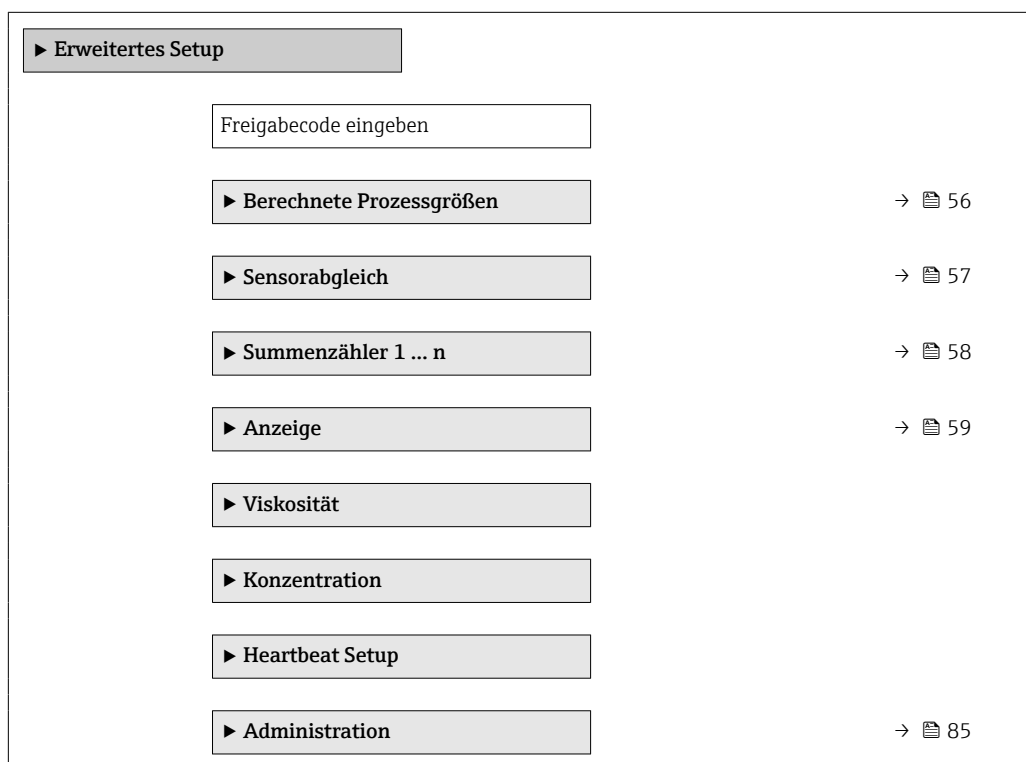 ▶ Erweitertes Setup
Freigabecode eingeben
▶ Berechnete Prozessgrößen → 56
▶ Sensorabgleich → 57
▶ Summenzähler 1 ... n → 58
▶ Anzeige → 59
▶ Viskosität
▶ Konzentration
▶ Heartbeat Setup
▶ Administration → 85